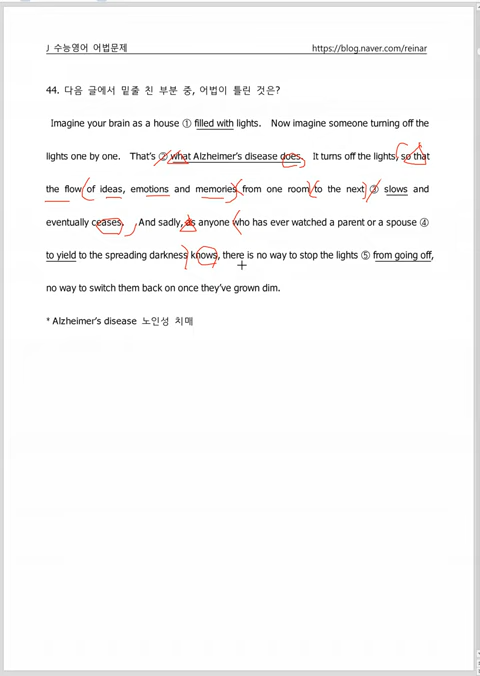 J 수능영어 어법문제 https://blog.naver.com/reinar
44. 다음 글에서 밑줄 친 부분 중, 어법이 틀린 것은?
Imagine your brain as a house ① filled with lights. Now imagine someone turning off the
lights one by one. That's ② what Alzheimer's disease does. It turns off the lights, so that
the flow of ideas, emotions and memories from one room to the next ③ slows and
eventually ceases. And sadly, as anyone who has ever watched a parent or a spouse ④
to yield to the spreading darkness knows, there is no way to stop the lights ⑤ from going off,
no way to switch them back on once they've grown dim.
* Alzheimer's disease 노인성 치매